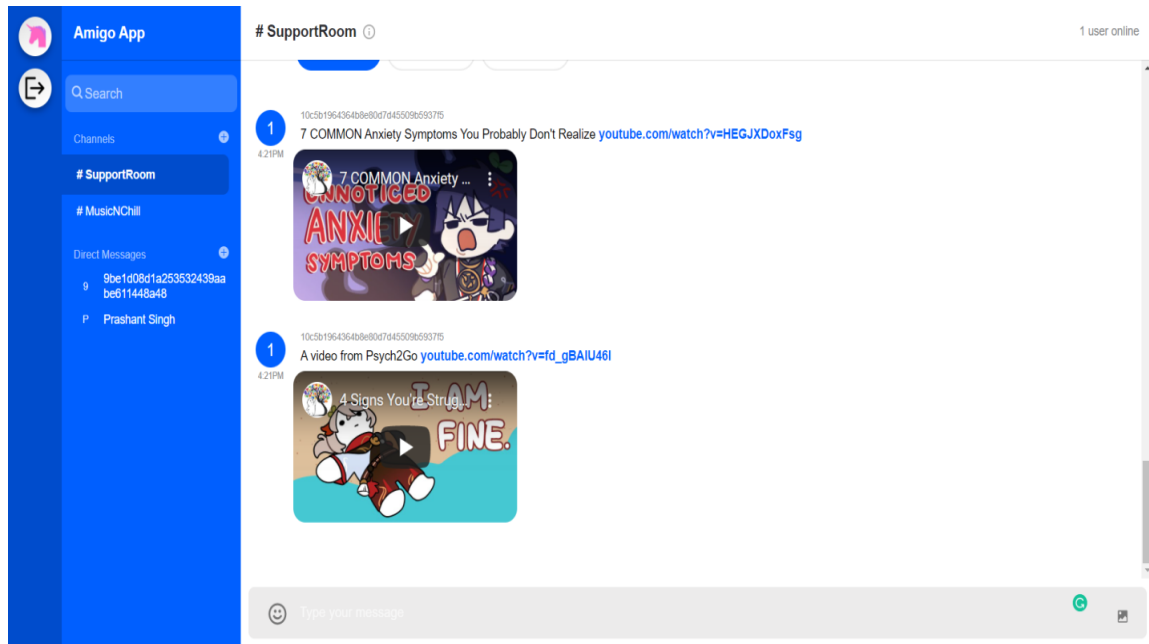 Amigo App
Search
Channels
# SupportRoom
# MusicNChill
Direct Messages
9
9be1d08d1a253532439aa
be611448a48
P
Prashant Singh
# SupportRoom
1 user online
10c5b1964364b8e80d7d45509b5937f5
1
7 COMMON Anxiety Symptoms You Probably Don't Realize youtube.com/watch?v=HEGJXDoxFsg
4:21PM
7 COMMON Anxiety ...
UNNOTICED
ANXIETY
SYMPTOMS
10c5b1964364b8e80d7d45509b5937f5
1
A video from Psych2Go youtube.com/watch?v=fd_gBAIU46I
4:21PM
4 Signs You're Strug...
I AM
FINE.
Type your message